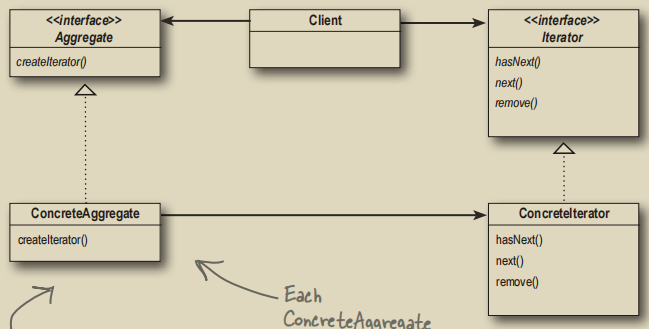 <<interface>>
Aggregate
createIterator()
Client
<<interface>>
Iterator
hasNext()
next()
remove()
ConcreteAggregate
createIterator()
ConcreteIterator
hasNext()
next()
remove()
Each
ConcreteAggregate